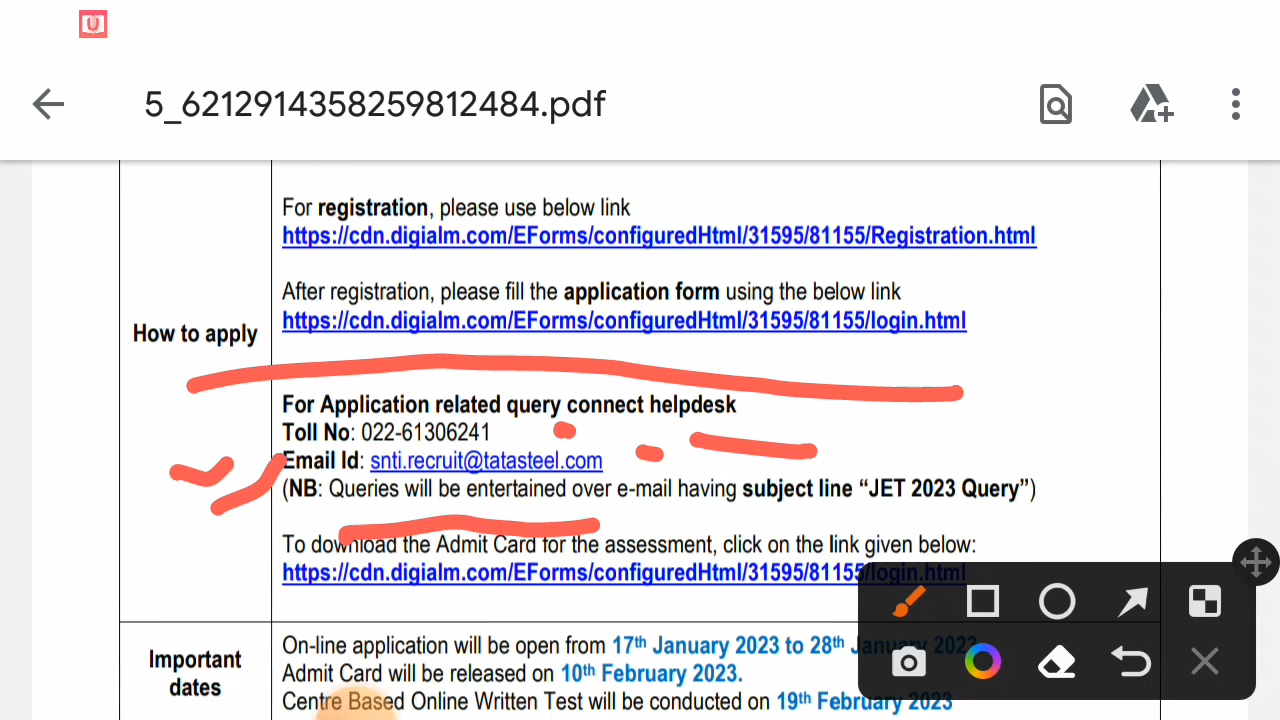 U
5_6212914358259812484.pdf
For registration, please use below link
https://cdn.digialm.com/EForms/configuredHtml/31595/81155/Registration.html
After registration, please fill the application form using the below link
https://cdn.digialm.com/EForms/configuredHtml/31595/81155/login.html
How to apply
For Application related query connect helpdesk
Toll No: 022-61306241
Email Id: snti.recruit@tatasteel.com
(NB: Queries will be entertained over e-mail having subject line “JET 2023 Query”)
To download the Admit Card for the assessment, click on the link given below:
https://cdn.digialm.com/EForms/configuredHtml/31595/81155/login.html
Important
dates
On-line application will be open from 17th January 2023 to 28th January 2023
Admit Card will be released on 10th February 2023.
Centre Based Online Written Test will be conducted on 19th February 2023